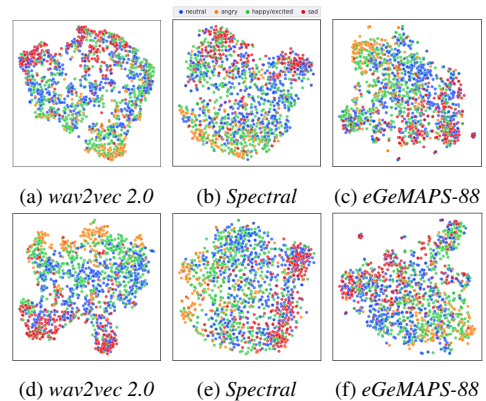 neutral angry happy/excited sad
(a) wav2vec 2.0 (b) Spectral (c) eGeMAPS-88
(d) wav2vec 2.0 (e) Spectral (f) eGeMAPS-88